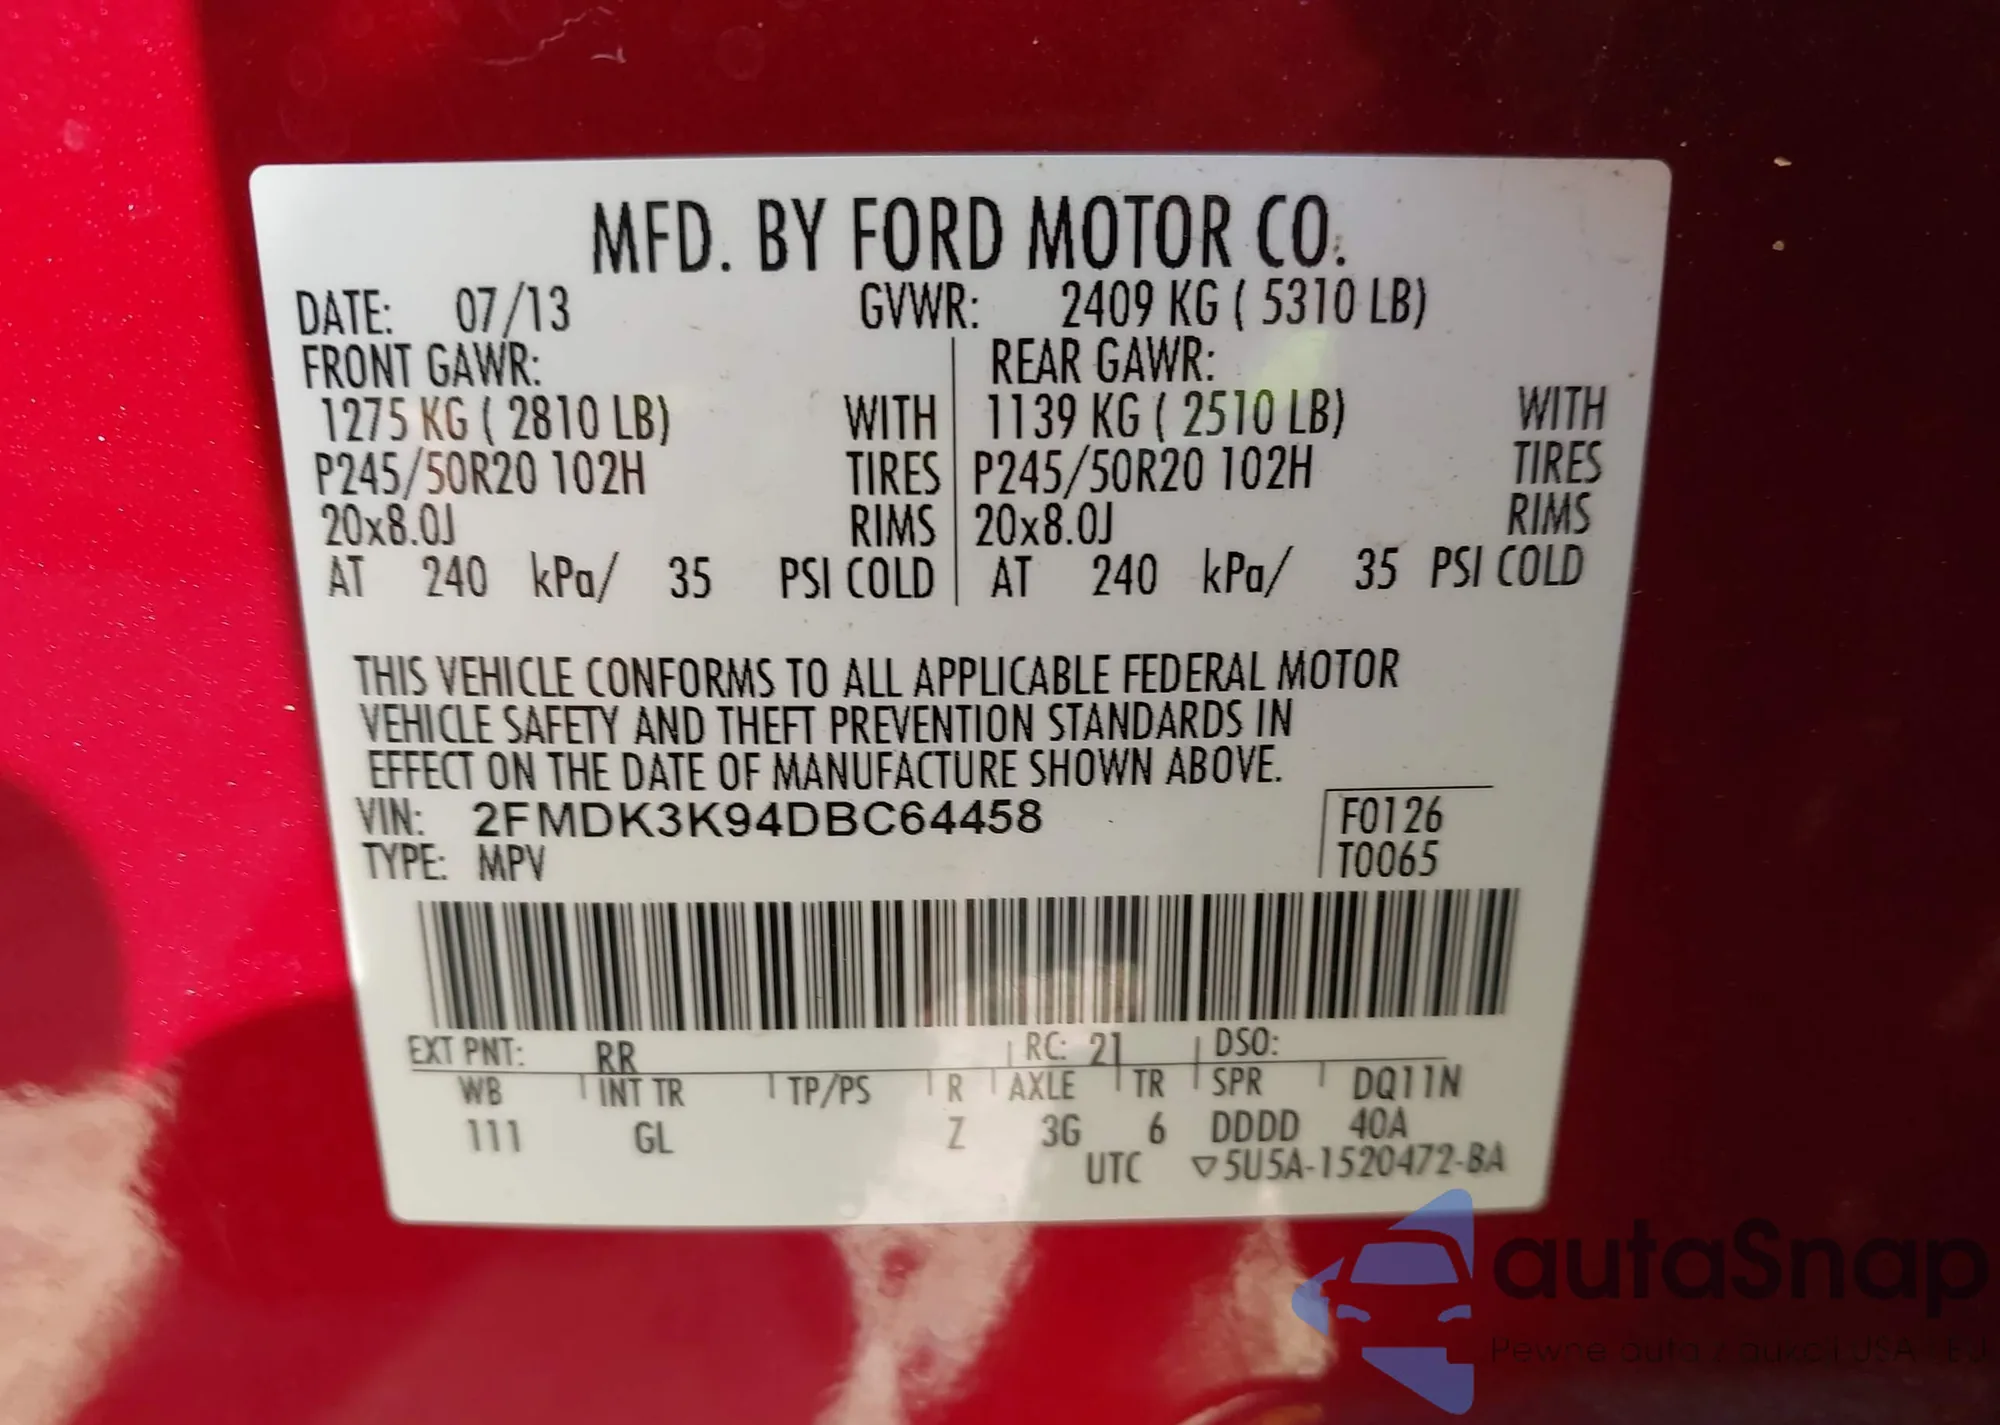 MFD. BY FORD MOTOR CO.
DATE: 07/13 GVWR: 2409 KG ( 5310 LB)
FRONT GAWR: REAR GAWR:
1275 KG ( 2810 LB) WITH 1139 KG ( 2510 LB) WITH
P245/50R20 102H TIRES P245/50R20 102H TIRES
20x8.0J RIMS 20x8.0J RIMS
AT 240 kPa/ 35 PSI COLD AT 240 kPa/ 35 PSI COLD
THIS VEHICLE CONFORMS TO ALL APPLICABLE FEDERAL MOTOR
VEHICLE SAFETY AND THEFT PREVENTION STANDARDS IN
EFFECT ON THE DATE OF MANUFACTURE SHOWN ABOVE.
VIN: 2FMDK3K94DBC64458 F0126
TYPE: MPV T0065
EXT PNT: RR RC: 21 DSO:
WB INT TR TP/PS R AXLE TR SPR DQ11N
111 GL Z 3G 6 DDDD 40A
UTC ▽5U5A-1520472-BA
autaSnap
Pewne auta z aukcji USA